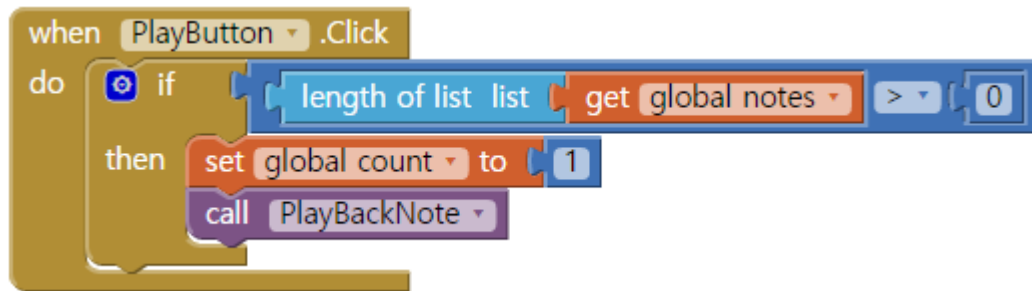 when PlayButton .Click
do if length of list list get global notes > 0
then set global count to 1
call PlayBackNote